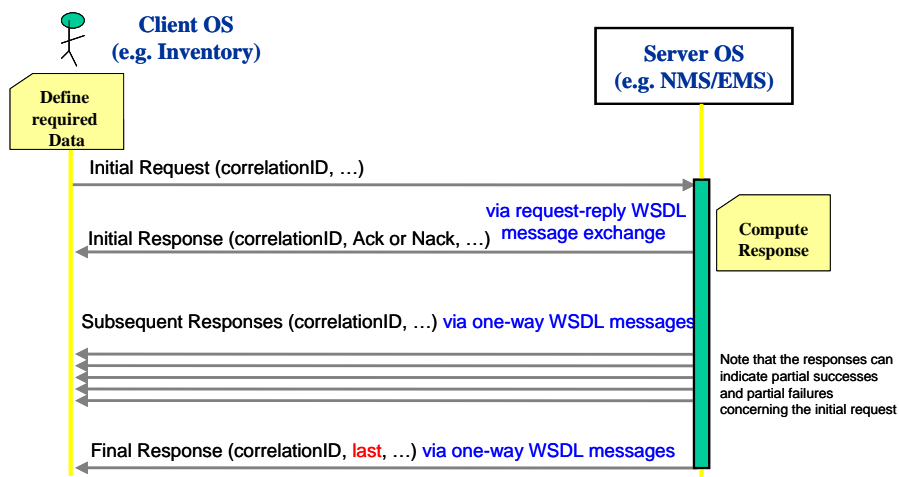 Client OS
(e.g. Inventory)
Server OS
(e.g. NMS/EMS)
Define
required
Data
Initial Request (correlationID, …)
via request-reply WSDL
message exchange
Compute
Response
Initial Response (correlationID, Ack or Nack, …)
Subsequent Responses (correlationID, …) via one-way WSDL messages
Note that the responses can
indicate partial successes
and partial failures
concerning the initial request
Final Response (correlationID, last, …) via one-way WSDL messages